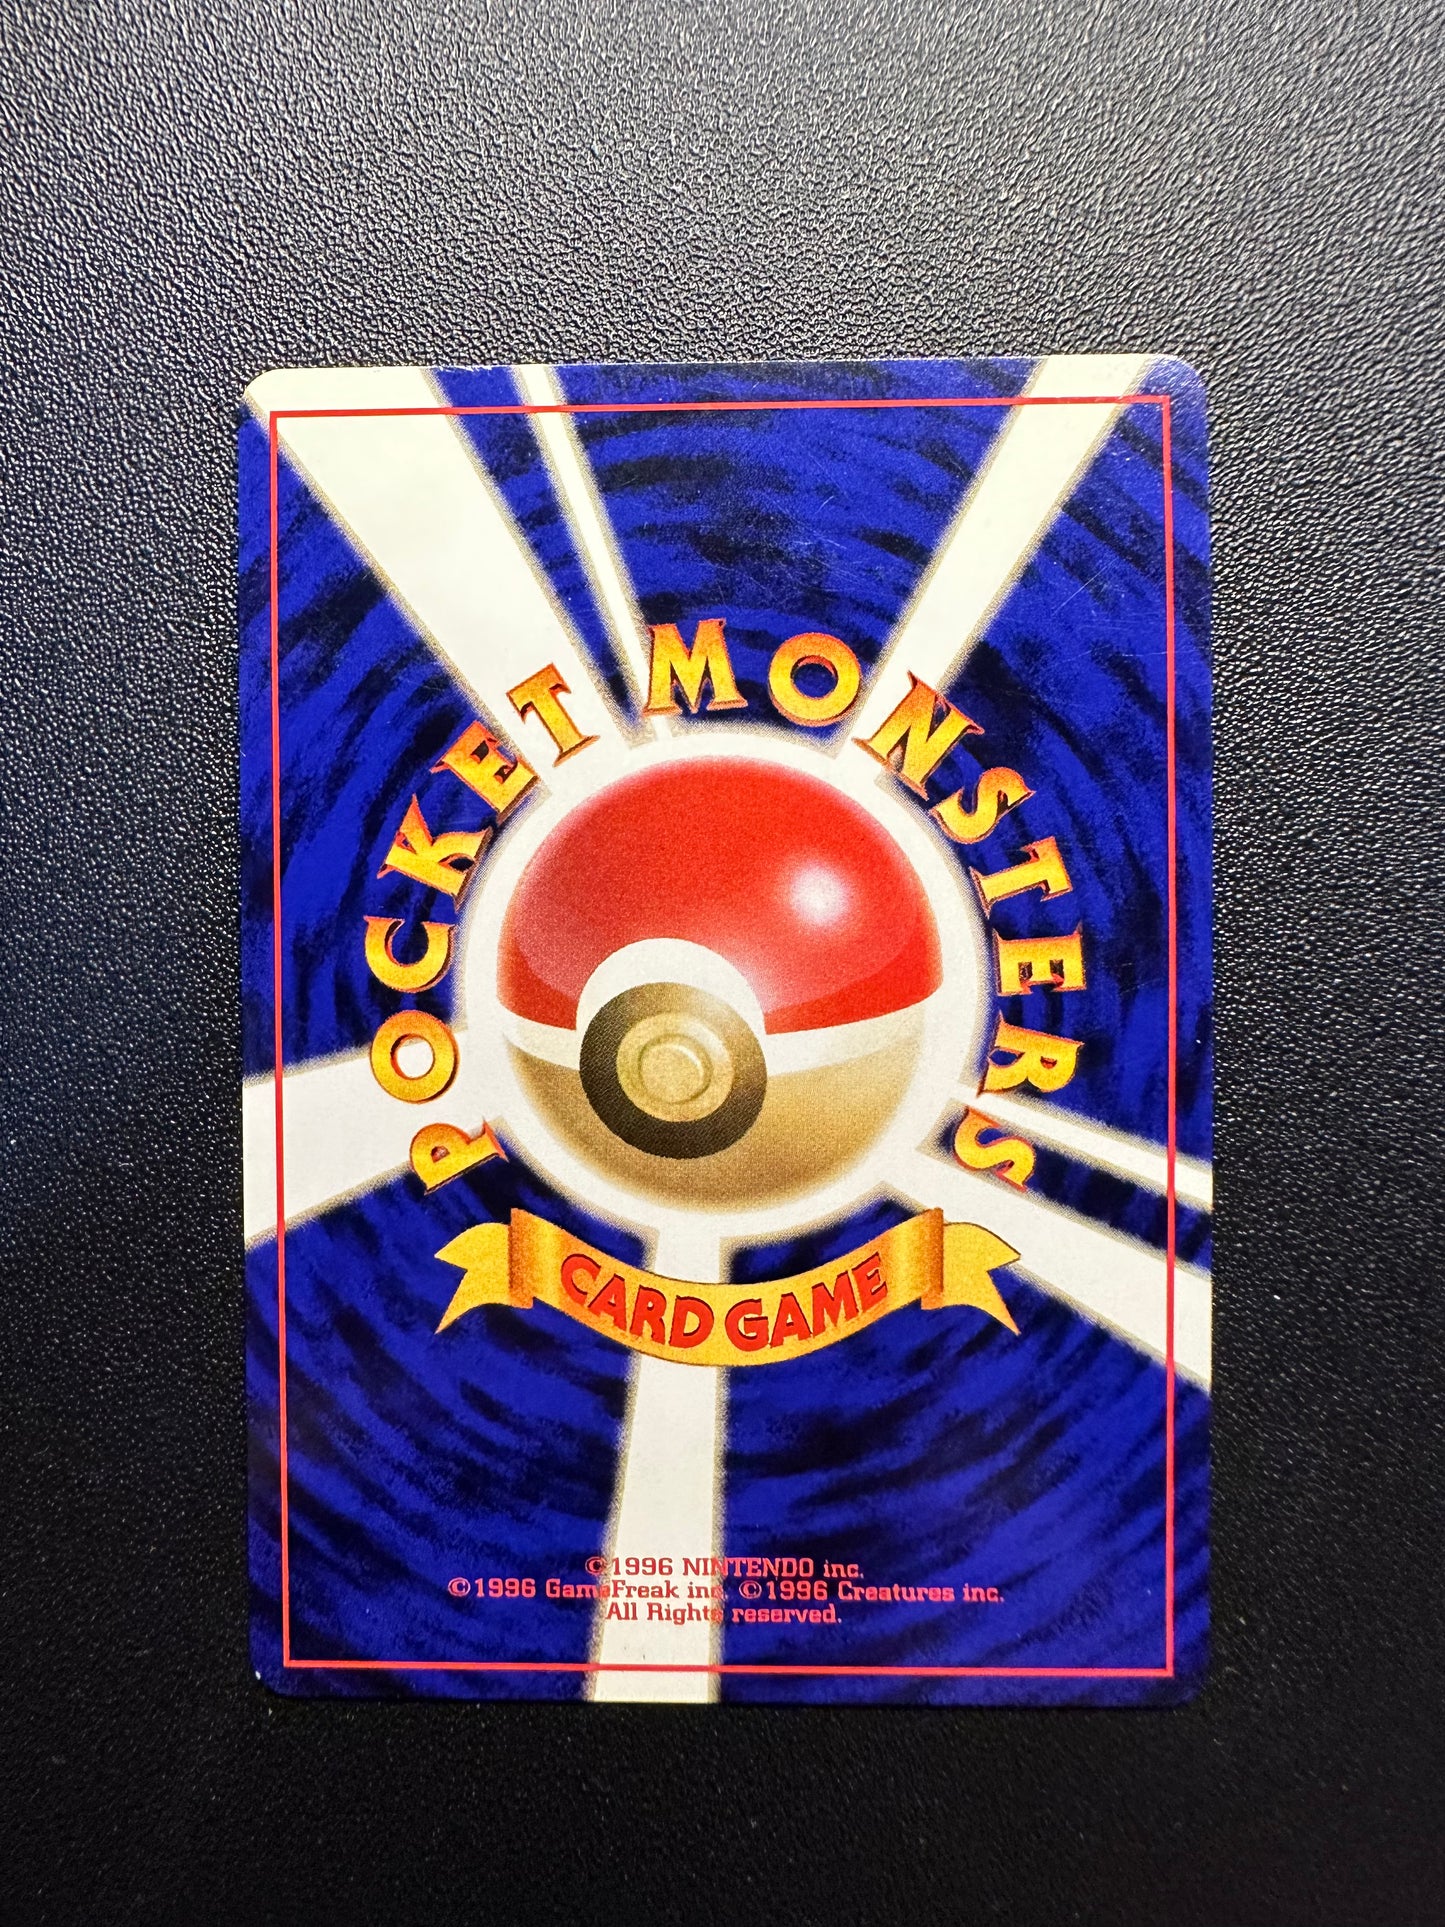 POCKET MONSTERS
CARD GAME
©1996 NINTENDO inc.
©1996 GameFreak inc. ©1996 Creatures inc.
All Rights reserved.